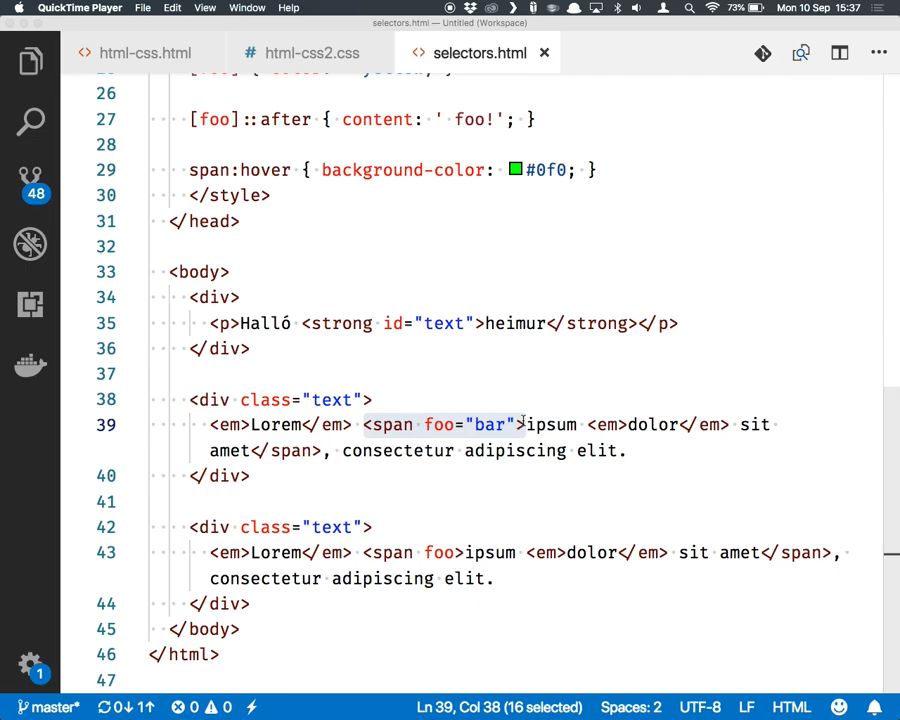 QuickTime Player File Edit View Window Help 73% Mon 10 Sep 15:37
selectors.html — Untitled (Workspace)
<> html-css.html # html-css2.css <> selectors.html ×
26
27 [foo]::after { content: ' foo!'; }
28
29 span:hover { background-color: #0f0; }
30 </style>
31 </head>
32
33 <body>
34 <div>
35 <p>Halló <strong id="text">heimur</strong></p>
36 </div>
37
38 <div class="text">
39 <em>Lorem</em> <span foo="bar">ipsum <em>dolor</em> sit
amet</span>, consectetur adipiscing elit.
40 </div>
41
42 <div class="text">
43 <em>Lorem</em> <span foo>ipsum <em>dolor</em> sit amet</span>,
consectetur adipiscing elit.
44 </div>
45 </body>
46 </html>
47
48
1
master* 0↓ 1↑ 0 0 Ln 39, Col 38 (16 selected) Spaces: 2 UTF-8 LF HTML